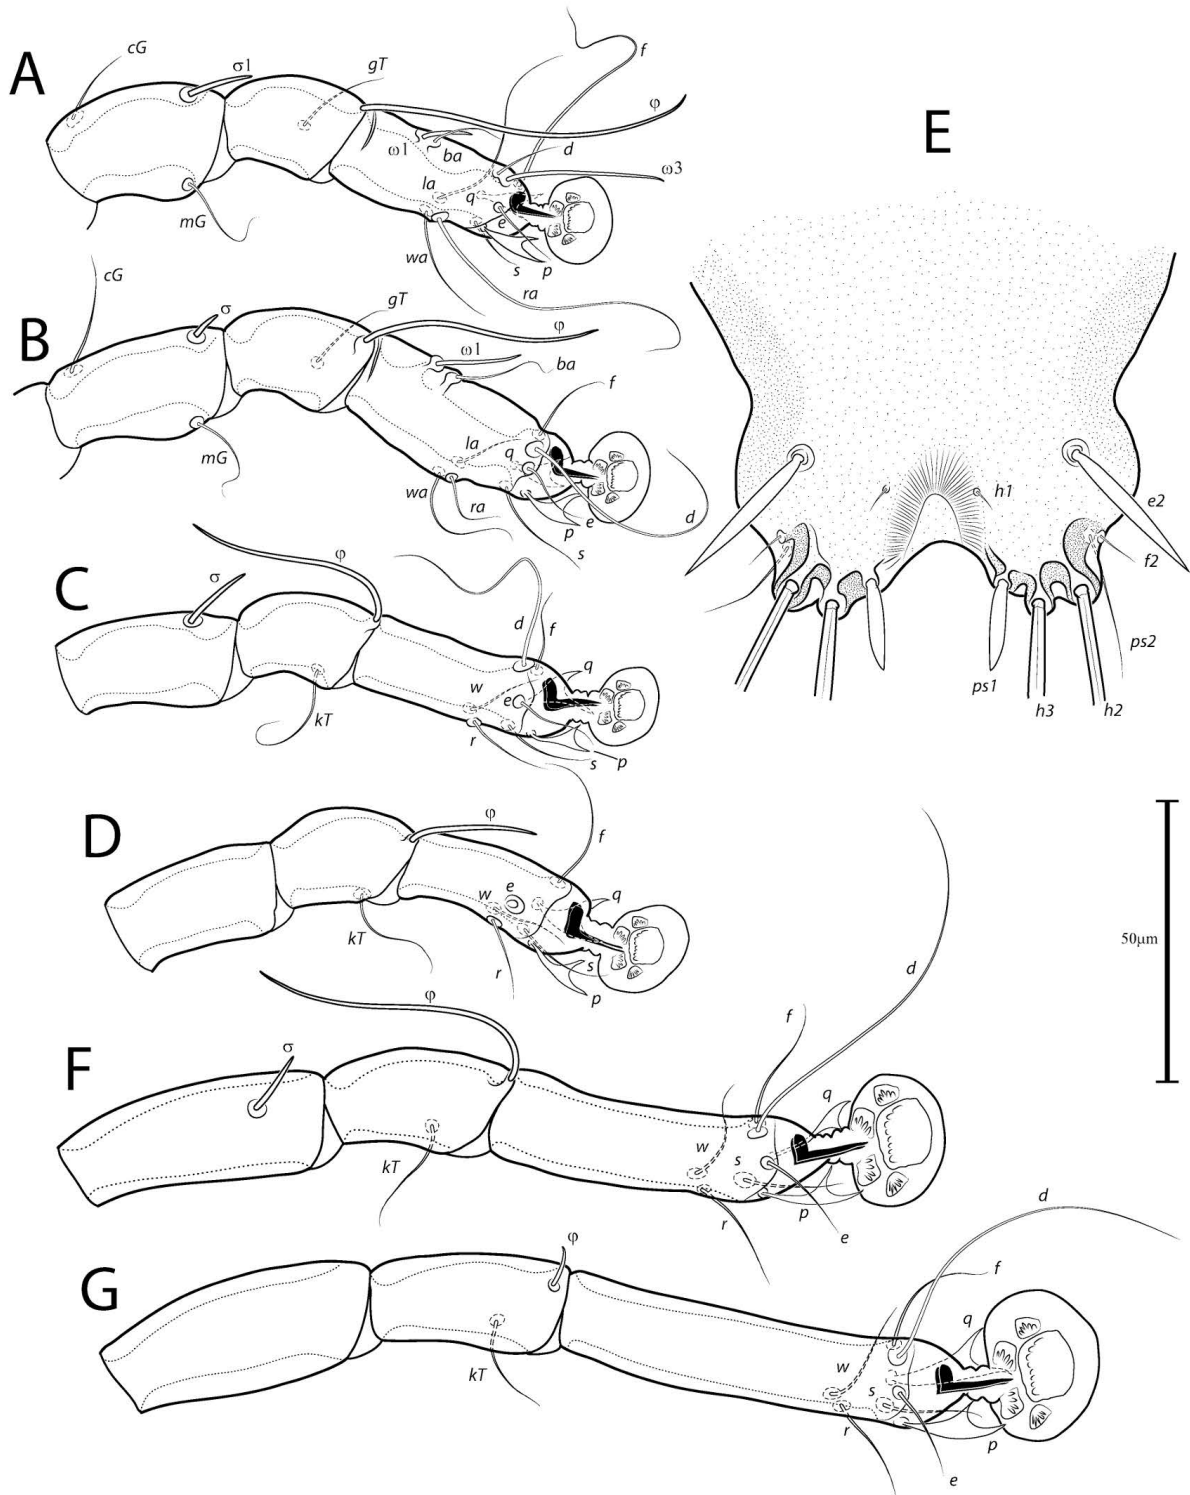 A
cG
σ1
gT
f
φ
ω1
ba
d
ω3
la
q
e
mG
wa
s
p
ra
B
cG
σ
gT
φ
ω1
ba
f
la
q
mG
wa
ra
p
e
d
s
C
φ
σ
d
f
q
w
e
kT
r
s
p
D
φ
f
e
w
q
kT
r
s
p
E
h1
e2
f2
ps2
ps1
h3
h2
50µm
F
φ
σ
d
f
q
w
s
kT
r
p
e
G
φ
d
f
q
w
s
kT
r
p
e